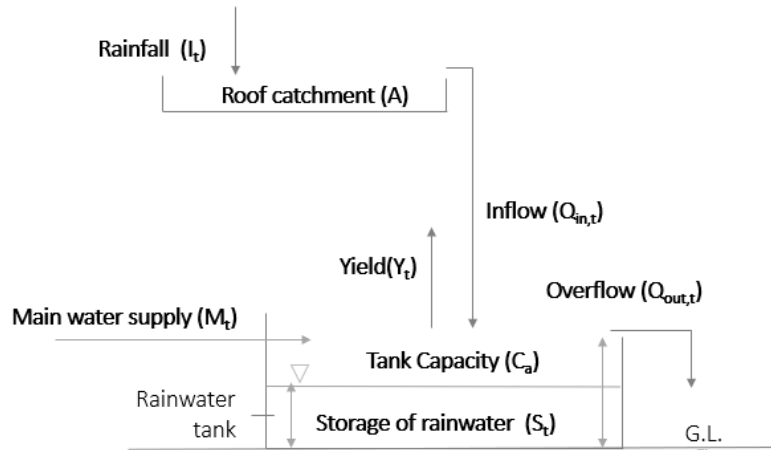 Rainfall (Iₜ)
Roof catchment (A)
Inflow (Qᵢₙ,ₜ)
Yield(Yₜ)
Overflow (Qₒᵤₜ,ₜ)
Main water supply (Mₜ)
Tank Capacity (Cₐ)
Rainwater
tank
Storage of rainwater (Sₜ)
G.L.